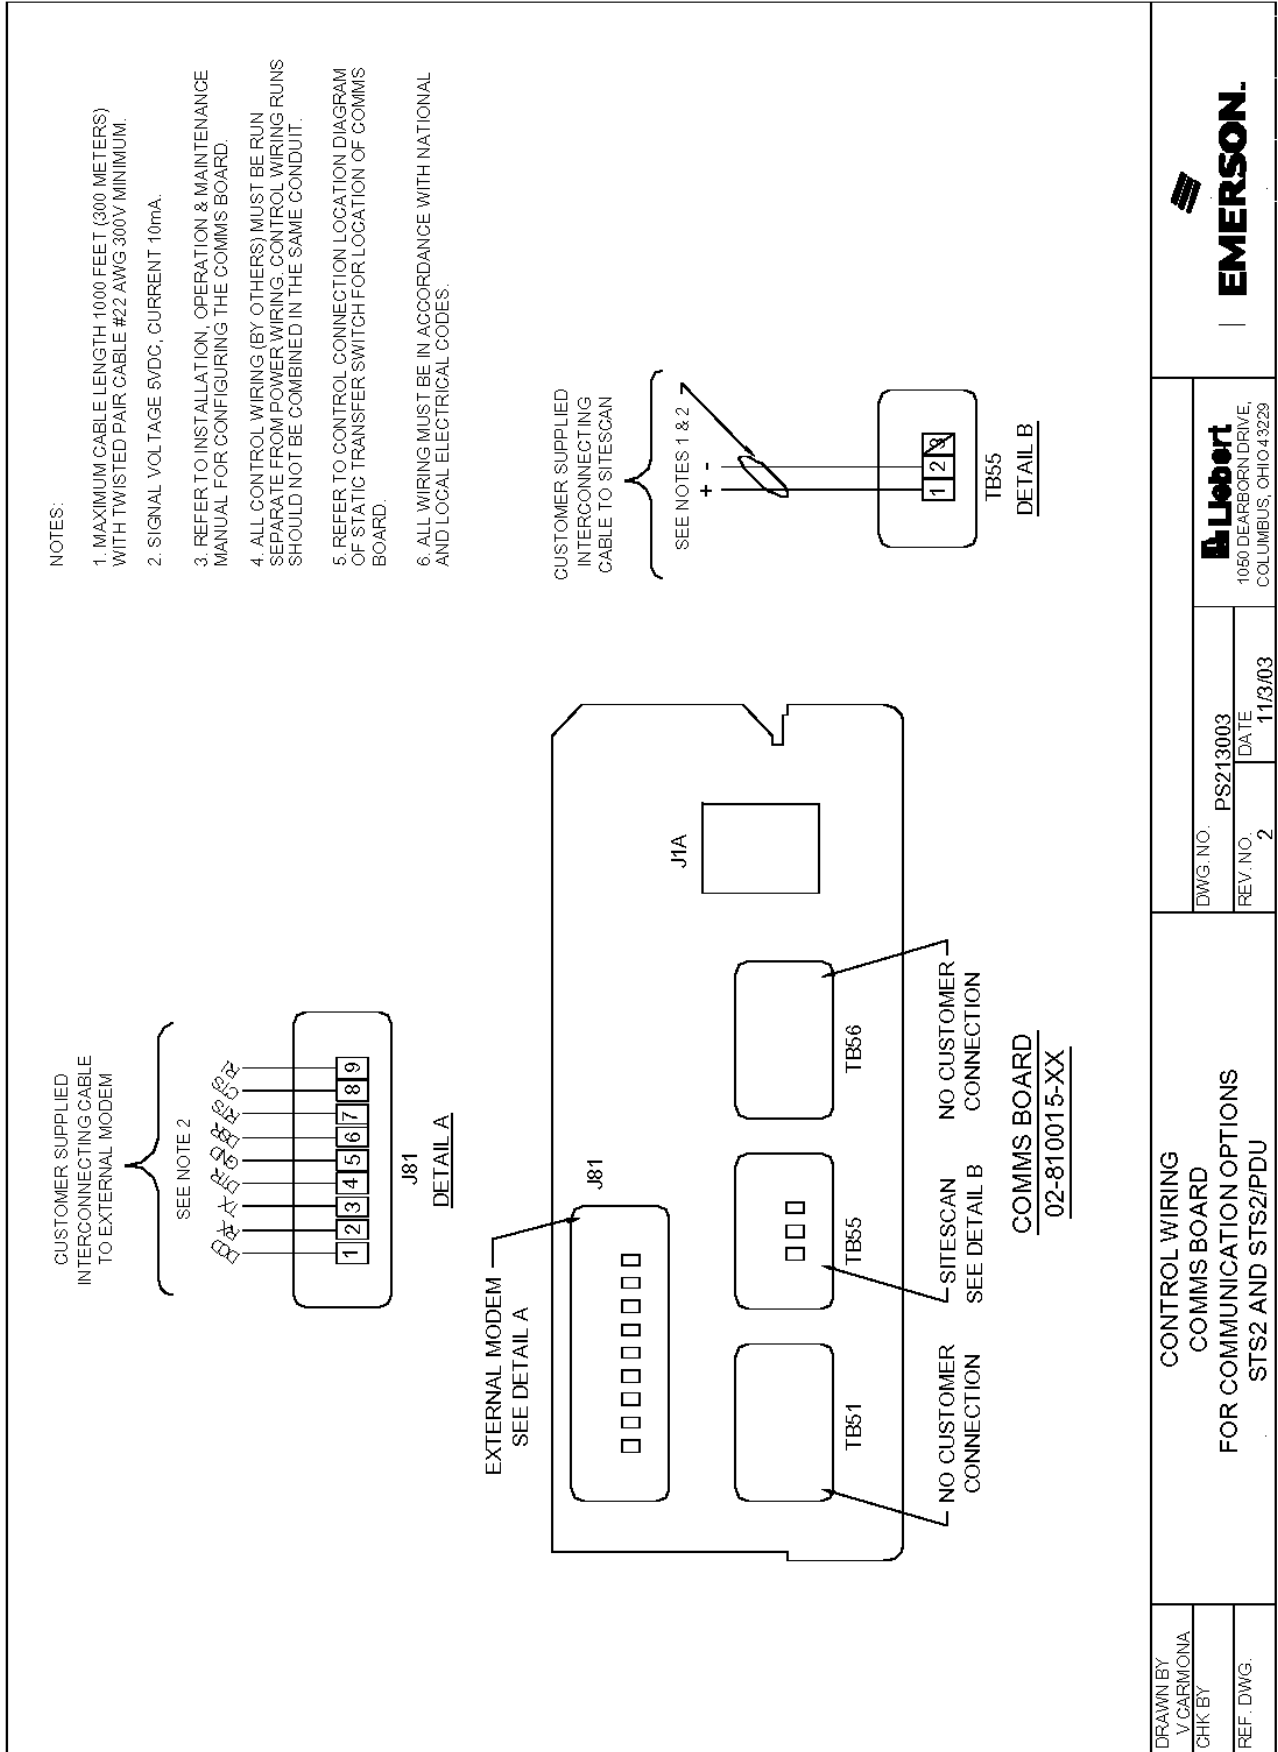 NOTES:
1. MAXIMUM CABLE LENGTH 1000 FEET (300 METERS)
WITH TWISTED PAIR CABLE #22 AWG 300V MINIMUM.
2. SIGNAL VOLTAGE 5VDC, CURRENT 10mA.
3. REFER TO INSTALLATION, OPERATION & MAINTENANCE
MANUAL FOR CONFIGURING THE COMMS BOARD.
4. ALL CONTROL WIRING (BY OTHERS) MUST BE RUN
SEPARATE FROM POWER WIRING. CONTROL WIRING RUNS
SHOULD NOT BE COMBINED IN THE SAME CONDUIT.
5. REFER TO CONTROL CONNECTION LOCATION DIAGRAM
OF STATIC TRANSFER SWITCH FOR LOCATION OF COMMS
BOARD.
6. ALL WIRING MUST BE IN ACCORDANCE WITH NATIONAL
AND LOCAL ELECTRICAL CODES.
CUSTOMER SUPPLIED
INTERCONNECTING CABLE
TO EXTERNAL MODEM
SEE NOTE 2
DCD RX TX DTR GND DSR RTS CTS RI
1 2 3 4 5 6 7 8 9
J81
DETAIL A
CUSTOMER SUPPLIED
INTERCONNECTING
CABLE TO SITESCAN
SEE NOTES 1 & 2
+ -
1 2 3
TB55
DETAIL B
EXTERNAL MODEM
SEE DETAIL A
J81
J1A
TB51
TB55
TB56
NO CUSTOMER
CONNECTION
SITESCAN
SEE DETAIL B
NO CUSTOMER
CONNECTION
COMMS BOARD
02-810015-XX
DRAWN BY
V CARMONA
CHK BY
REF. DWG.
CONTROL WIRING
COMMS BOARD
FOR COMMUNICATION OPTIONS
STS2 AND STS2/PDU
DWG. NO.
PS213003
REV. NO.
2
DATE
11/3/03
Liebert
1050 DEARBORN DRIVE,
COLUMBUS, OHIO 43229
EMERSON.